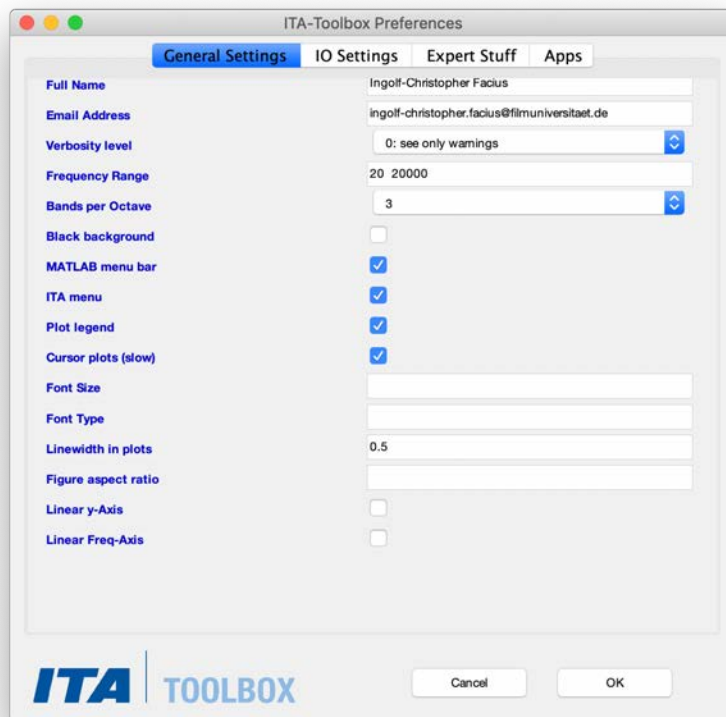 ITA-Toolbox Preferences
General Settings IO Settings Expert Stuff Apps
Full Name Ingolf-Christopher Facius
Email Address ingolf-christopher.facius@filmuniversitaet.de
Verbosity level 0: see only warnings
Frequency Range 20 20000
Bands per Octave 3
Black background
MATLAB menu bar
ITA menu
Plot legend
Cursor plots (slow)
Font Size
Font Type
Linewidth in plots 0.5
Figure aspect ratio
Linear y-Axis
Linear Freq-Axis
ITA TOOLBOX
Cancel OK